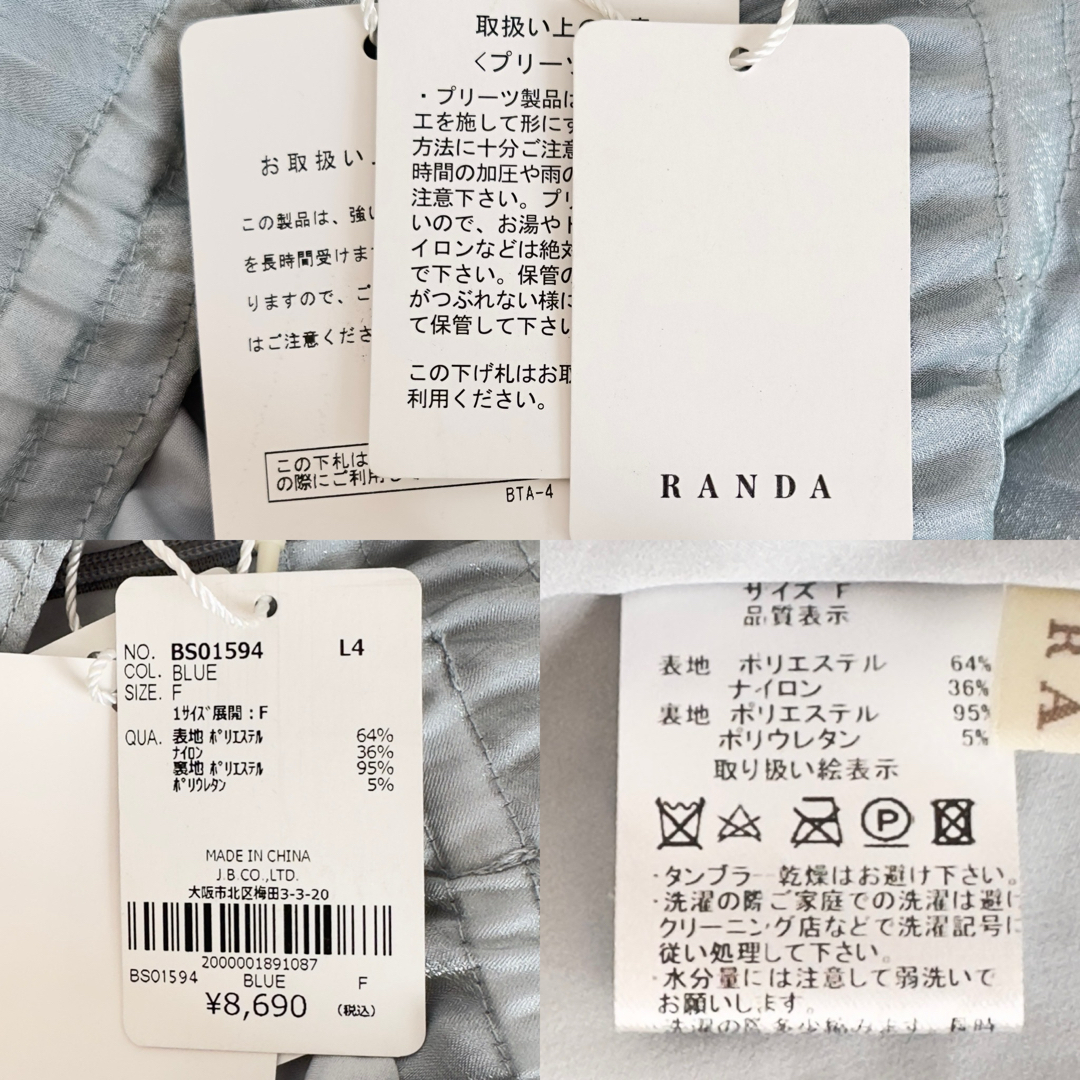 お取扱い
この製品は、強い
を長時間受けま
りますので、ご
はご注意くださ
この下札は
の際にご利用
BTA-4
取扱い上
<プリーツ
・プリーツ製品は
工を施して形にす
方法に十分ご注意
時間の加圧や雨の
注意下さい。プリ
いので、お湯やド
イロンなどは絶対
で下さい。保管の
がつぶれない様に
て保管して下さい
この下げ札はお取
利用ください。
RANDA
NO. BS01594 L4
COL. BLUE
SIZE. F
1ｻｲｽﾞ展開：F
QUA. 表地 ﾎﾟﾘｴｽﾃﾙ 64%
ﾅｲﾛﾝ 36%
裏地 ﾎﾟﾘｴｽﾃﾙ 95%
ﾎﾟﾘｳﾚﾀﾝ 5%
MADE IN CHINA
J.B.CO.,LTD.
大阪市北区梅田3-3-20
2000001891087
BS01594 BLUE F
¥8,690 (税込)
サイズ F
品質表示
表地 ポリエステル 64%
ナイロン 36%
裏地 ポリエステル 95%
ポリウレタン 5%
取り扱い絵表示
P
・タンブラー乾燥はお避け下さい。
・洗濯の際ご家庭での洗濯は避け
クリーニング店などで洗濯記号に
従い処理して下さい。
・水分量には注意して弱洗いで
お願いします。
RA